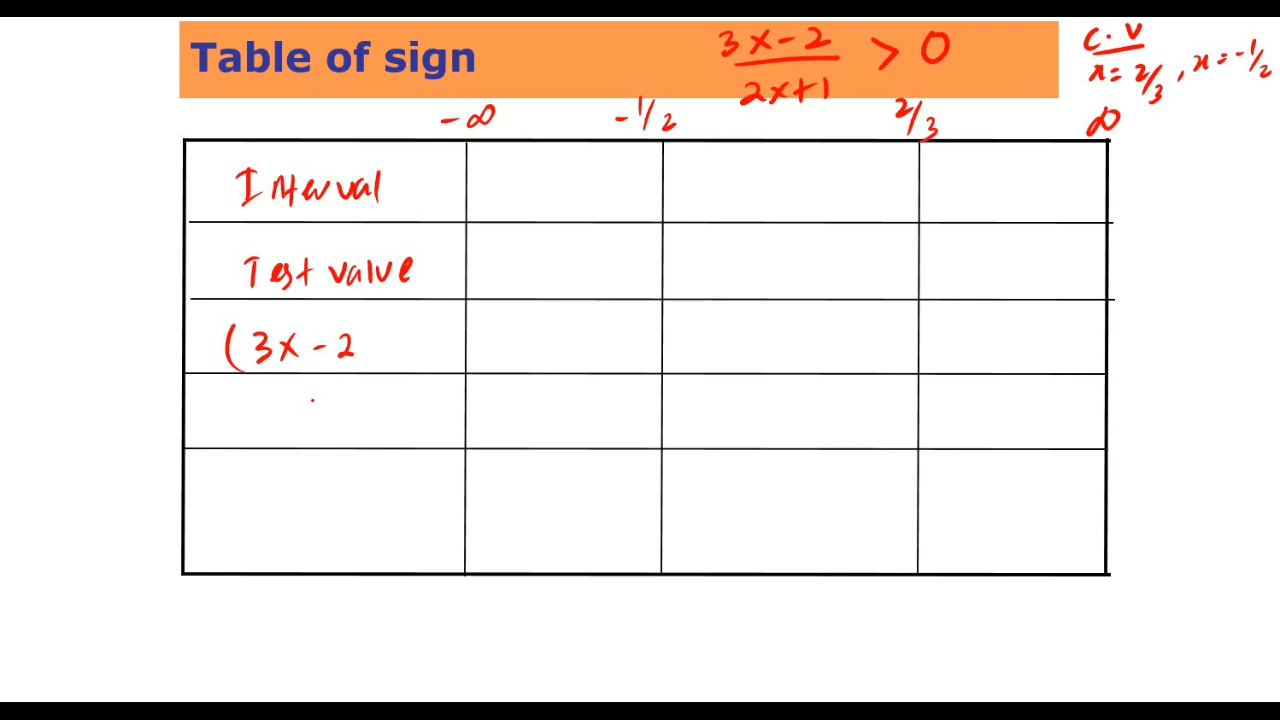 Table of sign
3x-2
2x+1
> 0
C.V
x = 2/3, x = -1/2
-∞ -1/2 2/3 ∞
Interval
Test value
(3x - 2